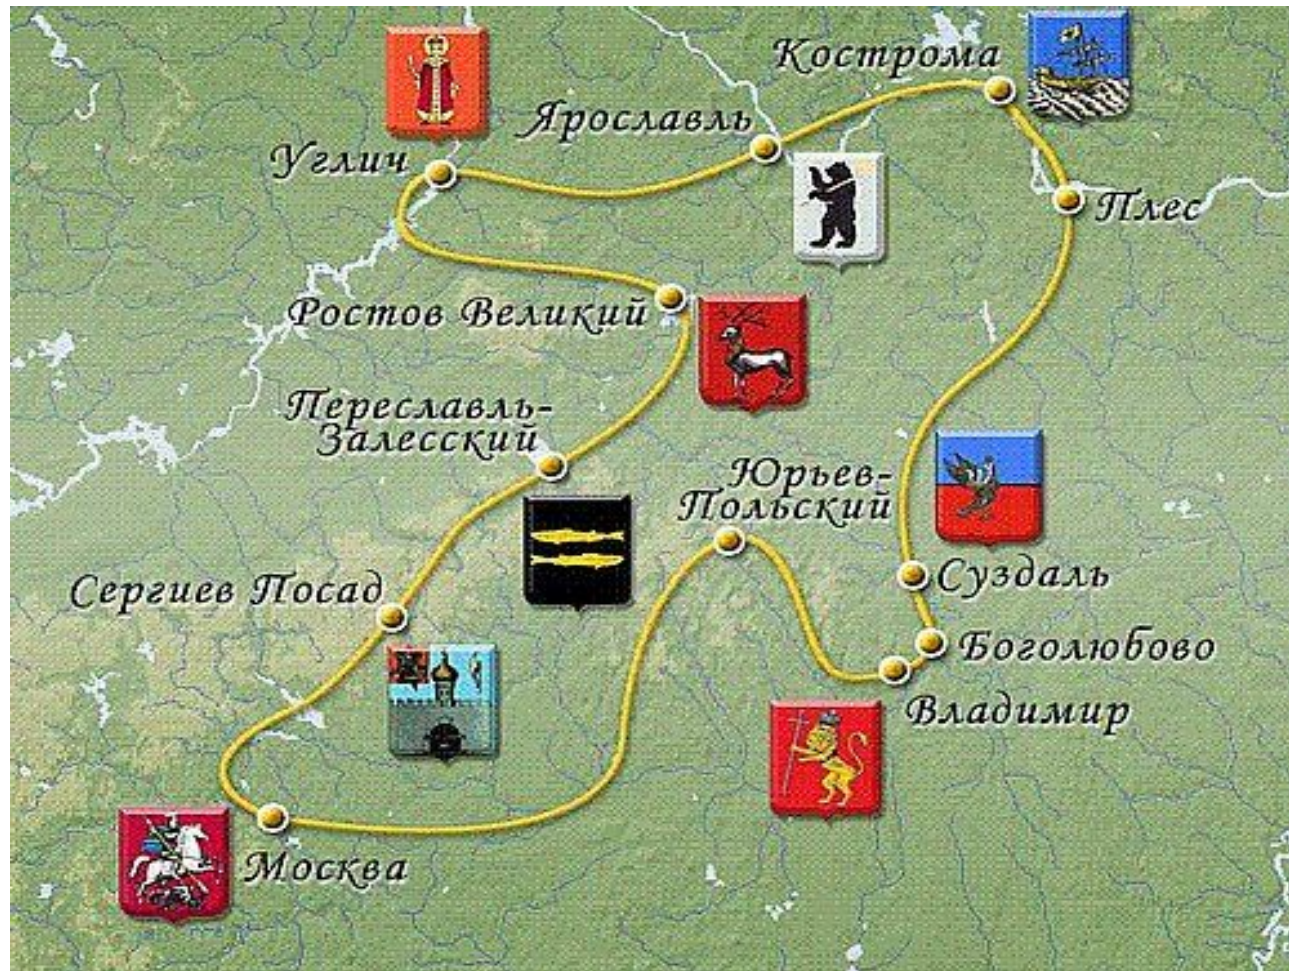 Кострома
Ярославль
Углич
Плес
Ростов Великий
Переславль-
Залесский
Юрьев-
Польский
Суздаль
Сергиев Посад
Боголюбово
Владимир
Москва